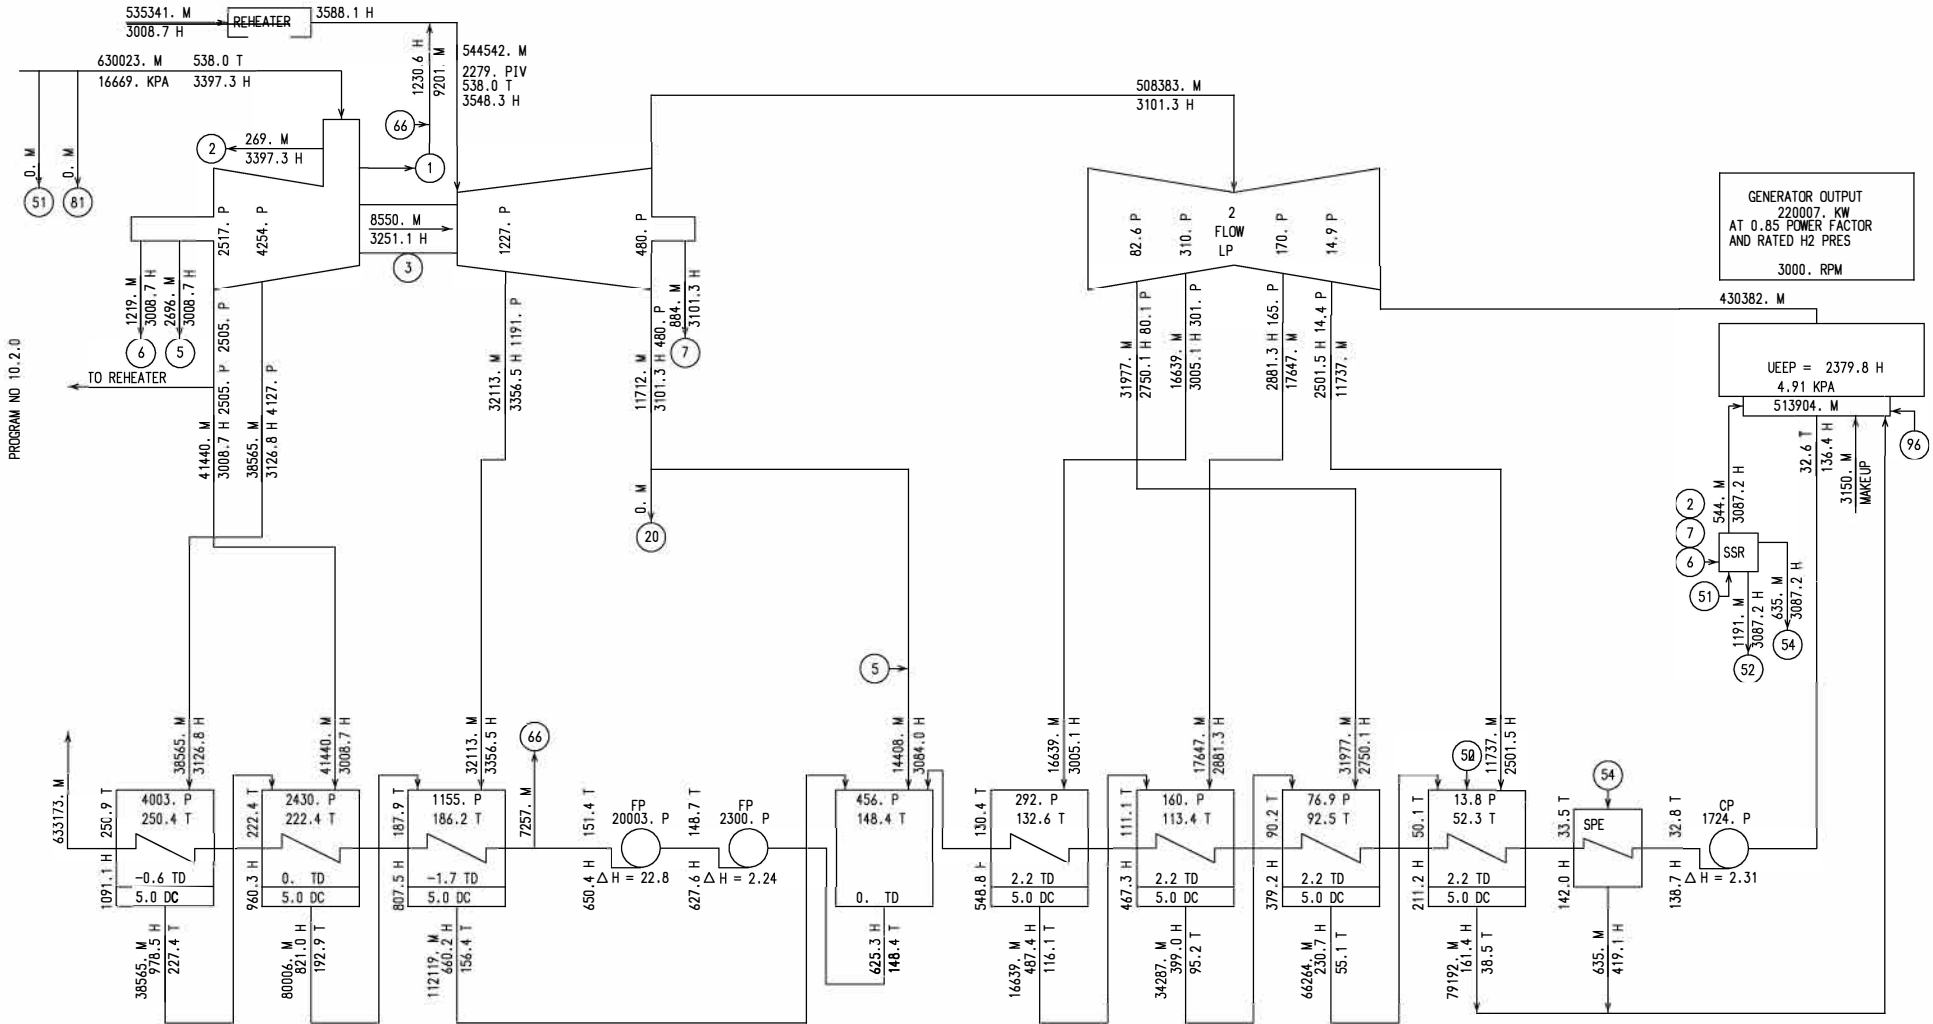 535341. M
3008.7 H
REHEATER
3588.1 H
630023. M 538.0 T
16669. KPA 3397.3 H
1230.6 H
9201. M
544542. M
2279. PIV
538.0 T
3548.3 H
66
508383. M
3101.3 H
2
269. M
3397.3 H
1
0. M
0. M
51
81
8550. M
3251.1 H
3
2517. P
4254. P
1227. P
480. P
82.6 P
310. P
2
FLOW
LP
170. P
14.9 P
GENERATOR OUTPUT
220007. KW
AT 0.85 POWER FACTOR
AND RATED H2 PRES
3000. RPM
1219. M
3008.7 H
2696. M
3008.7 H
6
5
TO REHEATER
PROGRAM NO 10.2.0
41440. M
3008.7 H 2505. P 2505. P
38565. M
3126.8 H 4127. P
32113. M
3356.5 H 1191. P
11712. M
3101.3 H 480. P
884. M
3101.3 H
7
31977. M
2750.1 H 80.1 P
16639. M
3005.1 H 301. P
2881.3 H 165. P
17647. M
2501.5 H 14.4 P
11737. M
430382. M
UEEP = 2379.8 H
4.91 KPA
513904. M
96
32.6 T
136.4 H
3150. M
MAKEUP
0. M
20
2
7
6
51
544. M
3087.2 H
SSR
1191. M
3087.2 H
52
635. M
3087.2 H
54
5
633173. M
1091.1 H 250.9 T
38565. M
3126.8 H
4003. P
250.4 T
-0.6 TD
5.0 DC
38565. M
978.5 H
227.4 T
960.3 H 222.4 T
41440. M
3008.7 H
2430. P
222.4 T
0. TD
5.0 DC
80006. M
821.0 H
192.9 T
807.5 H 187.9 T
32113. M
3356.5 H
1155. P
186.2 T
-1.7 TD
5.0 DC
112119. M
660.2 H
156.4 T
66
7257. M
650.4 H 151.4 T
FP
20003. P
△ H = 22.8
627.6 H 148.7 T
FP
2300. P
△ H = 2.24
14408. M
3084.0 H
456. P
148.4 T
0. TD
625.3 H
148.4 T
548.8 H 130.4 T
16639. M
3005.1 H
292. P
132.6 T
2.2 TD
5.0 DC
16639. M
487.4 H
116.1 T
467.3 H 111.1 T
17647. M
2881.3 H
160. P
113.4 T
2.2 TD
5.0 DC
34287. M
399.0 H
95.2 T
379.2 H 90.2 T
31977. M
2750.1 H
76.9 P
92.5 T
2.2 TD
5.0 DC
66264. M
230.7 H
55.1 T
211.2 H 50.1 T
50
11737. M
2501.5 H
13.8 P
52.3 T
2.2 TD
5.0 DC
79192. M
161.4 H
38.5 T
142.0 H 33.5 T
54
SPE
635. M
419.1 H
138.7 H 32.8 T
CP
1724. P
△ H = 2.31